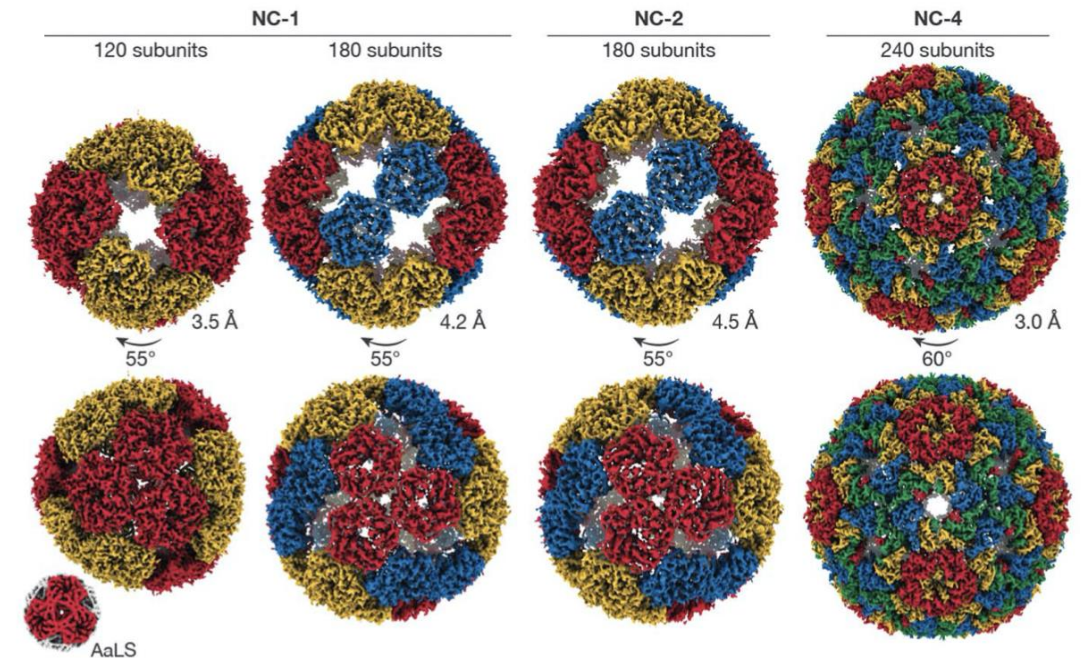 NC-1 NC-2 NC-4
120 subunits 180 subunits 180 subunits 240 subunits
3.5 Å 4.2 Å 4.5 Å 3.0 Å
55° 55° 55° 60°
AaLS